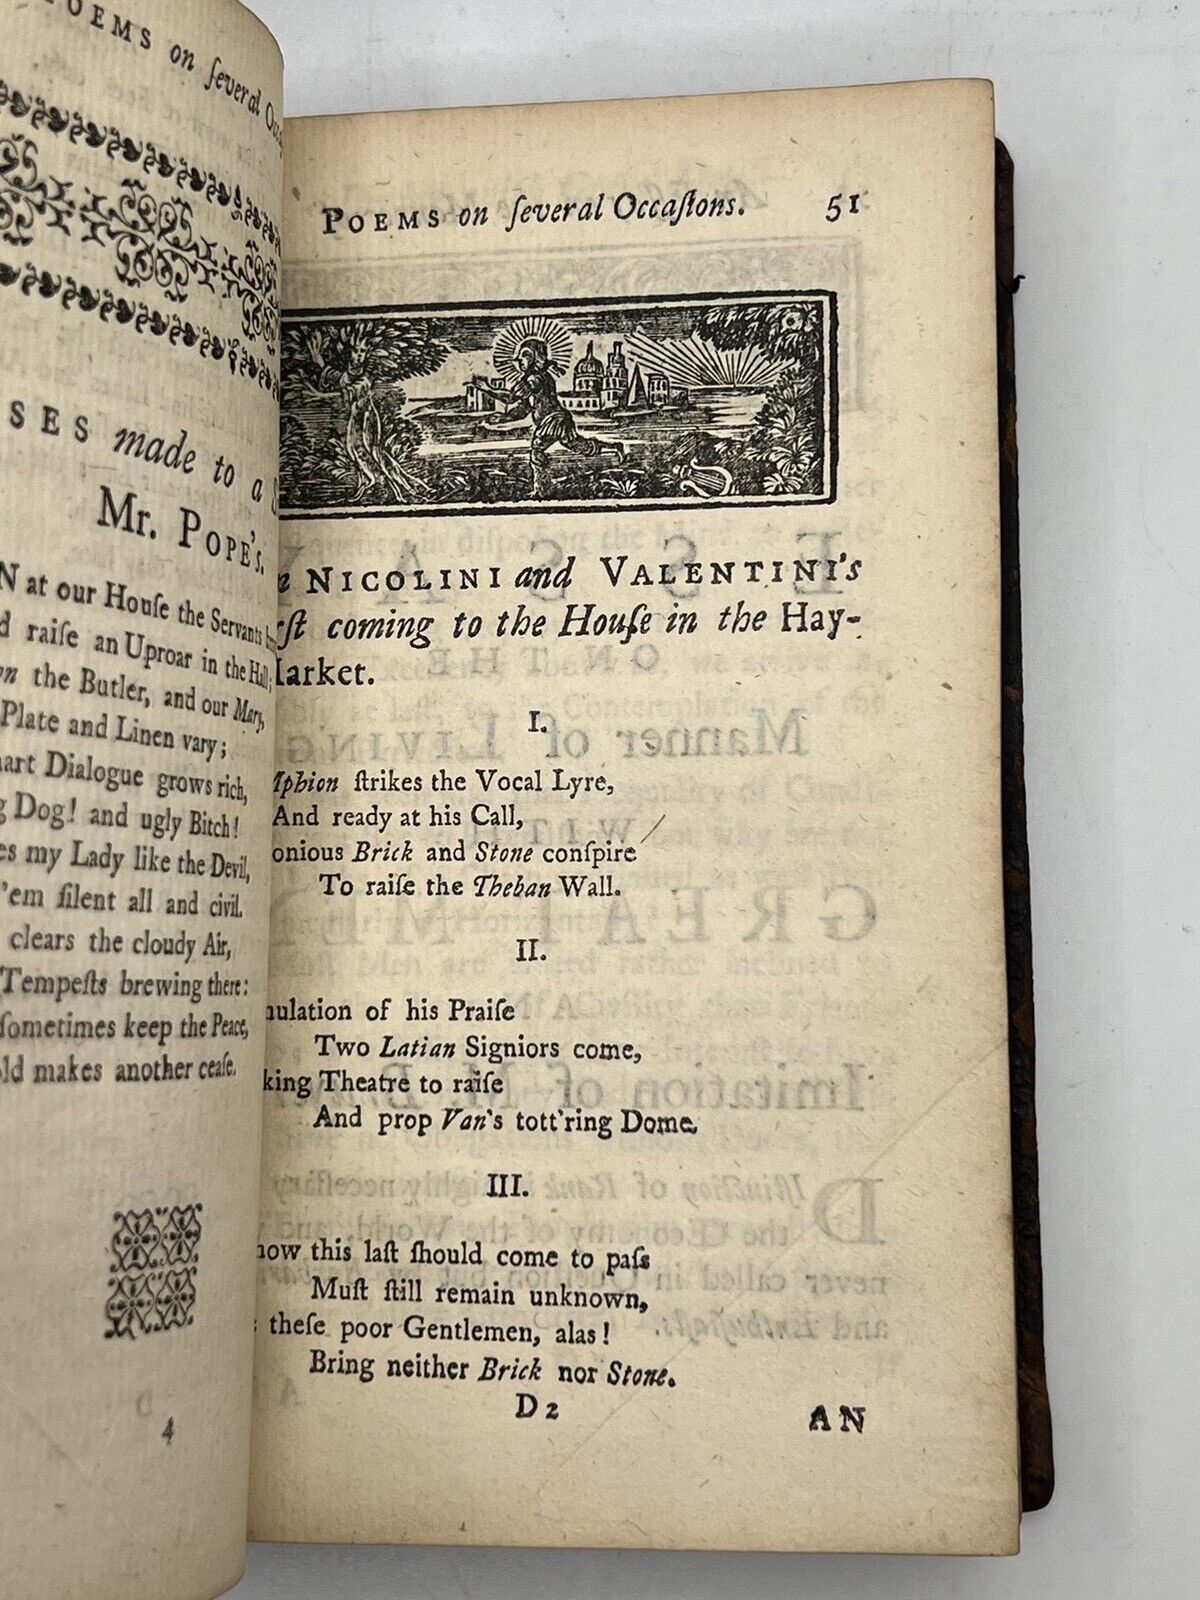 POEMS on ſeveral Occa
SES made to a
Mr. POPE's.
N at our Houſe the Servants
d raiſe an Uproar in the Hall;
on the Butler, and our Mary,
Plate and Linen vary;
mart Dialogue grows rich,
g Dog! and ugly Bitch!
es my Lady like the Devil,
'em ſilent all and civil.
clears the cloudy Air,
Tempeſts brewing there:
ſometimes keep the Peace,
old makes another ceaſe.
4
POEMS on ſeveral Occaſions. 51
n NICOLINI and VALENTINI's
rſt coming to the Houſe in the Hay-
Market.
I.
Mphion ſtrikes the Vocal Lyre,
And ready at his Call,
onious Brick and Stone conſpire
To raiſe the Theban Wall.
II.
mulation of his Praiſe
Two Latian Signiors come,
king Theatre to raiſe
And prop Van's tott'ring Dome.
III.
how this laſt ſhould come to paſs
Muſt ſtill remain unknown,
theſe poor Gentlemen, alas!
Bring neither Brick nor Stone.
D2 AN